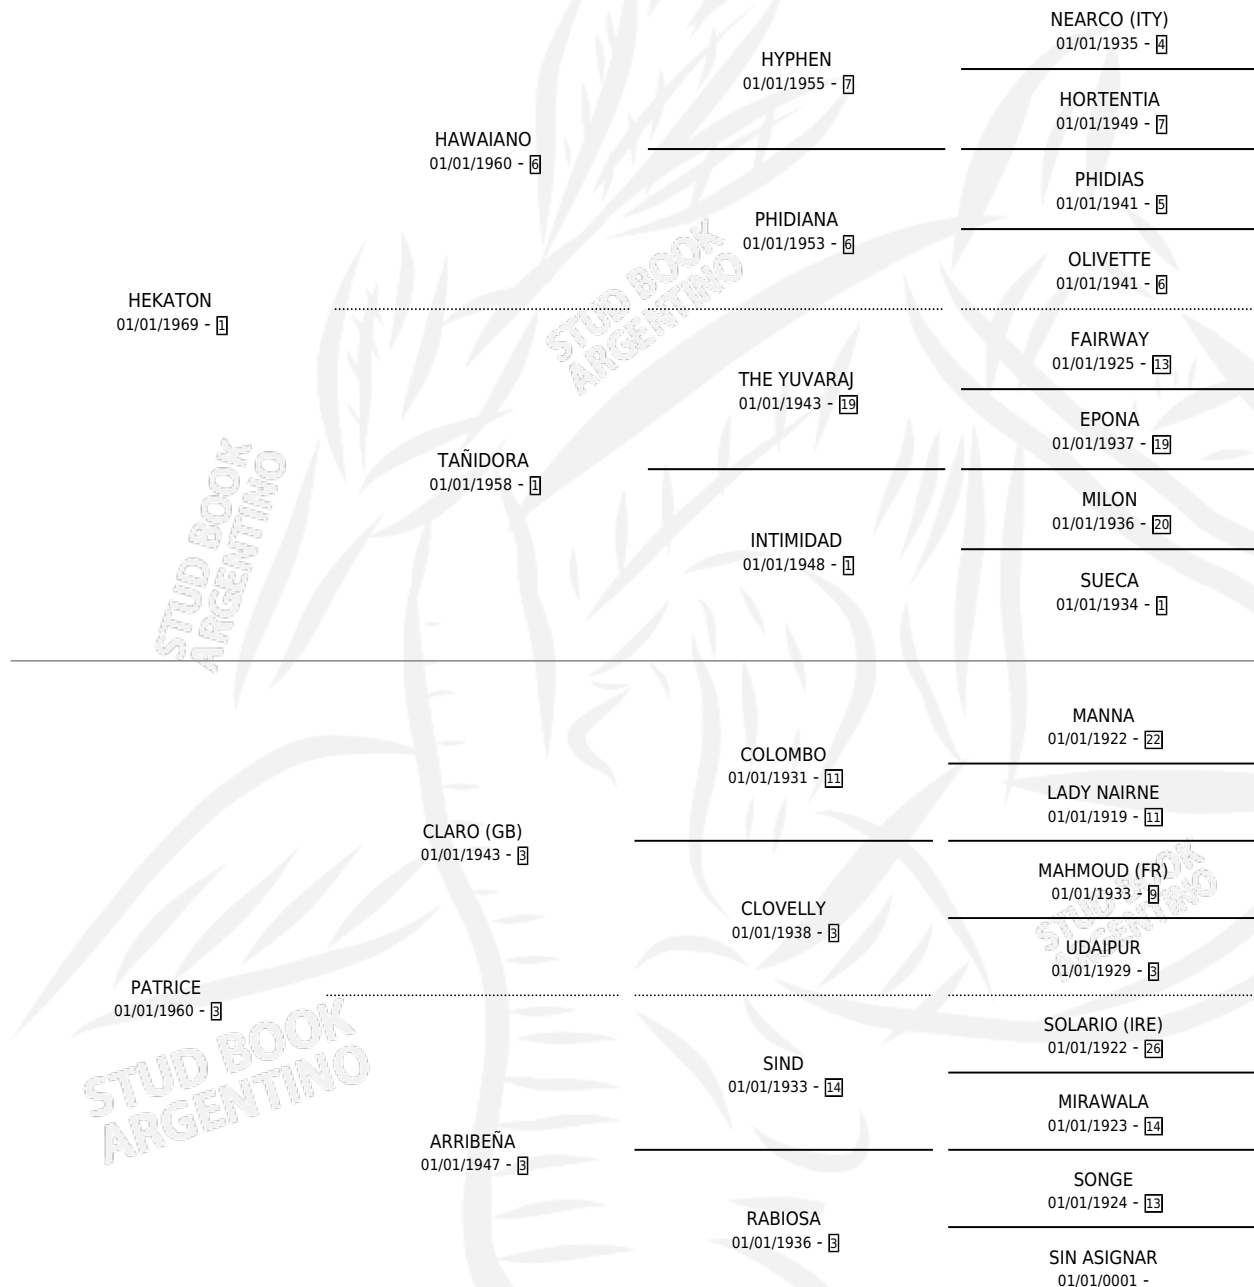 NEARCO (ITY)
01/01/1935 - 4
HYPHEN
01/01/1955 - 7
HORTENTIA
01/01/1949 - 7
HAWAIANO
01/01/1960 - 6
PHIDIAS
01/01/1941 - 5
PHIDIANA
01/01/1953 - 6
OLIVETTE
01/01/1941 - 6
HEKATON
01/01/1969 - 1
FAIRWAY
01/01/1925 - 13
THE YUVARAJ
01/01/1943 - 19
EPONA
01/01/1937 - 19
TAÑIDORA
01/01/1958 - 1
MILON
01/01/1936 - 20
INTIMIDAD
01/01/1948 - 1
SUECA
01/01/1934 - 1
MANNA
01/01/1922 - 22
COLOMBO
01/01/1931 - 11
LADY NAIRNE
01/01/1919 - 11
CLARO (GB)
01/01/1943 - 3
MAHMOUD (FR)
01/01/1933 - 9
CLOVELLY
01/01/1938 - 3
UDAIPUR
01/01/1929 - 3
PATRICE
01/01/1960 - 3
SOLARIO (IRE)
01/01/1922 - 26
SIND
01/01/1933 - 14
MIRAWALA
01/01/1923 - 14
ARRIBEÑA
01/01/1947 - 3
SONGE
01/01/1924 - 13
RABIOSA
01/01/1936 - 3
SIN ASIGNAR
01/01/0001 -
STUD BOOK
ARGENTINO
STUD BOOK
ARGENTINO
STUD BOOK
ARGENTINO
STUD BOOK
ARGENTINO